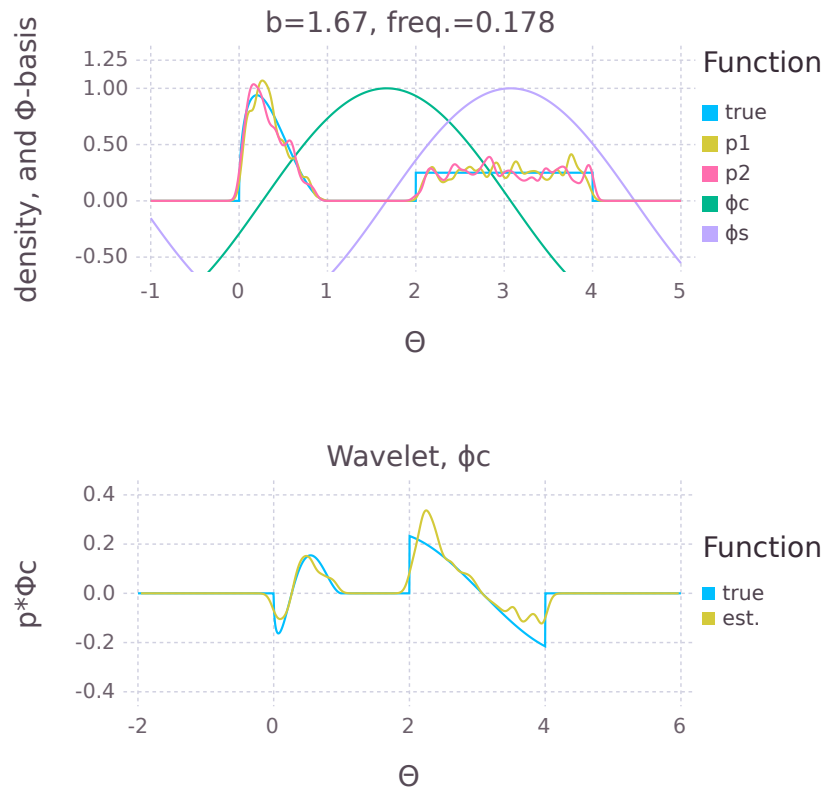 b=1.67, freq.=0.178
density, and Φ-basis
1.25
1.00
0.50
0.00
-0.50
-1 0 1 2 3 4 5
Θ
Function
true
p1
p2
ϕc
ϕs
Wavelet, ϕc
p*Φc
0.4
0.2
0.0
-0.2
-0.4
-2 0 2 4 6
Θ
Function
true
est.